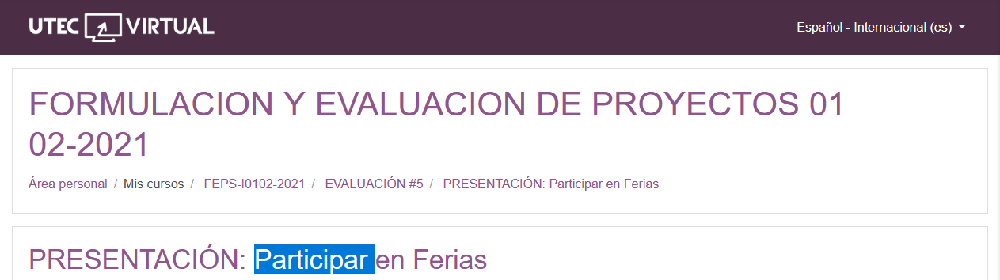 UTEC VIRTUAL
Español - Internacional (es)
FORMULACION Y EVALUACION DE PROYECTOS 01
02-2021
Área personal / Mis cursos / FEPS-I0102-2021 / EVALUACIÓN #5 / PRESENTACIÓN: Participar en Ferias
PRESENTACIÓN: Participar en Ferias